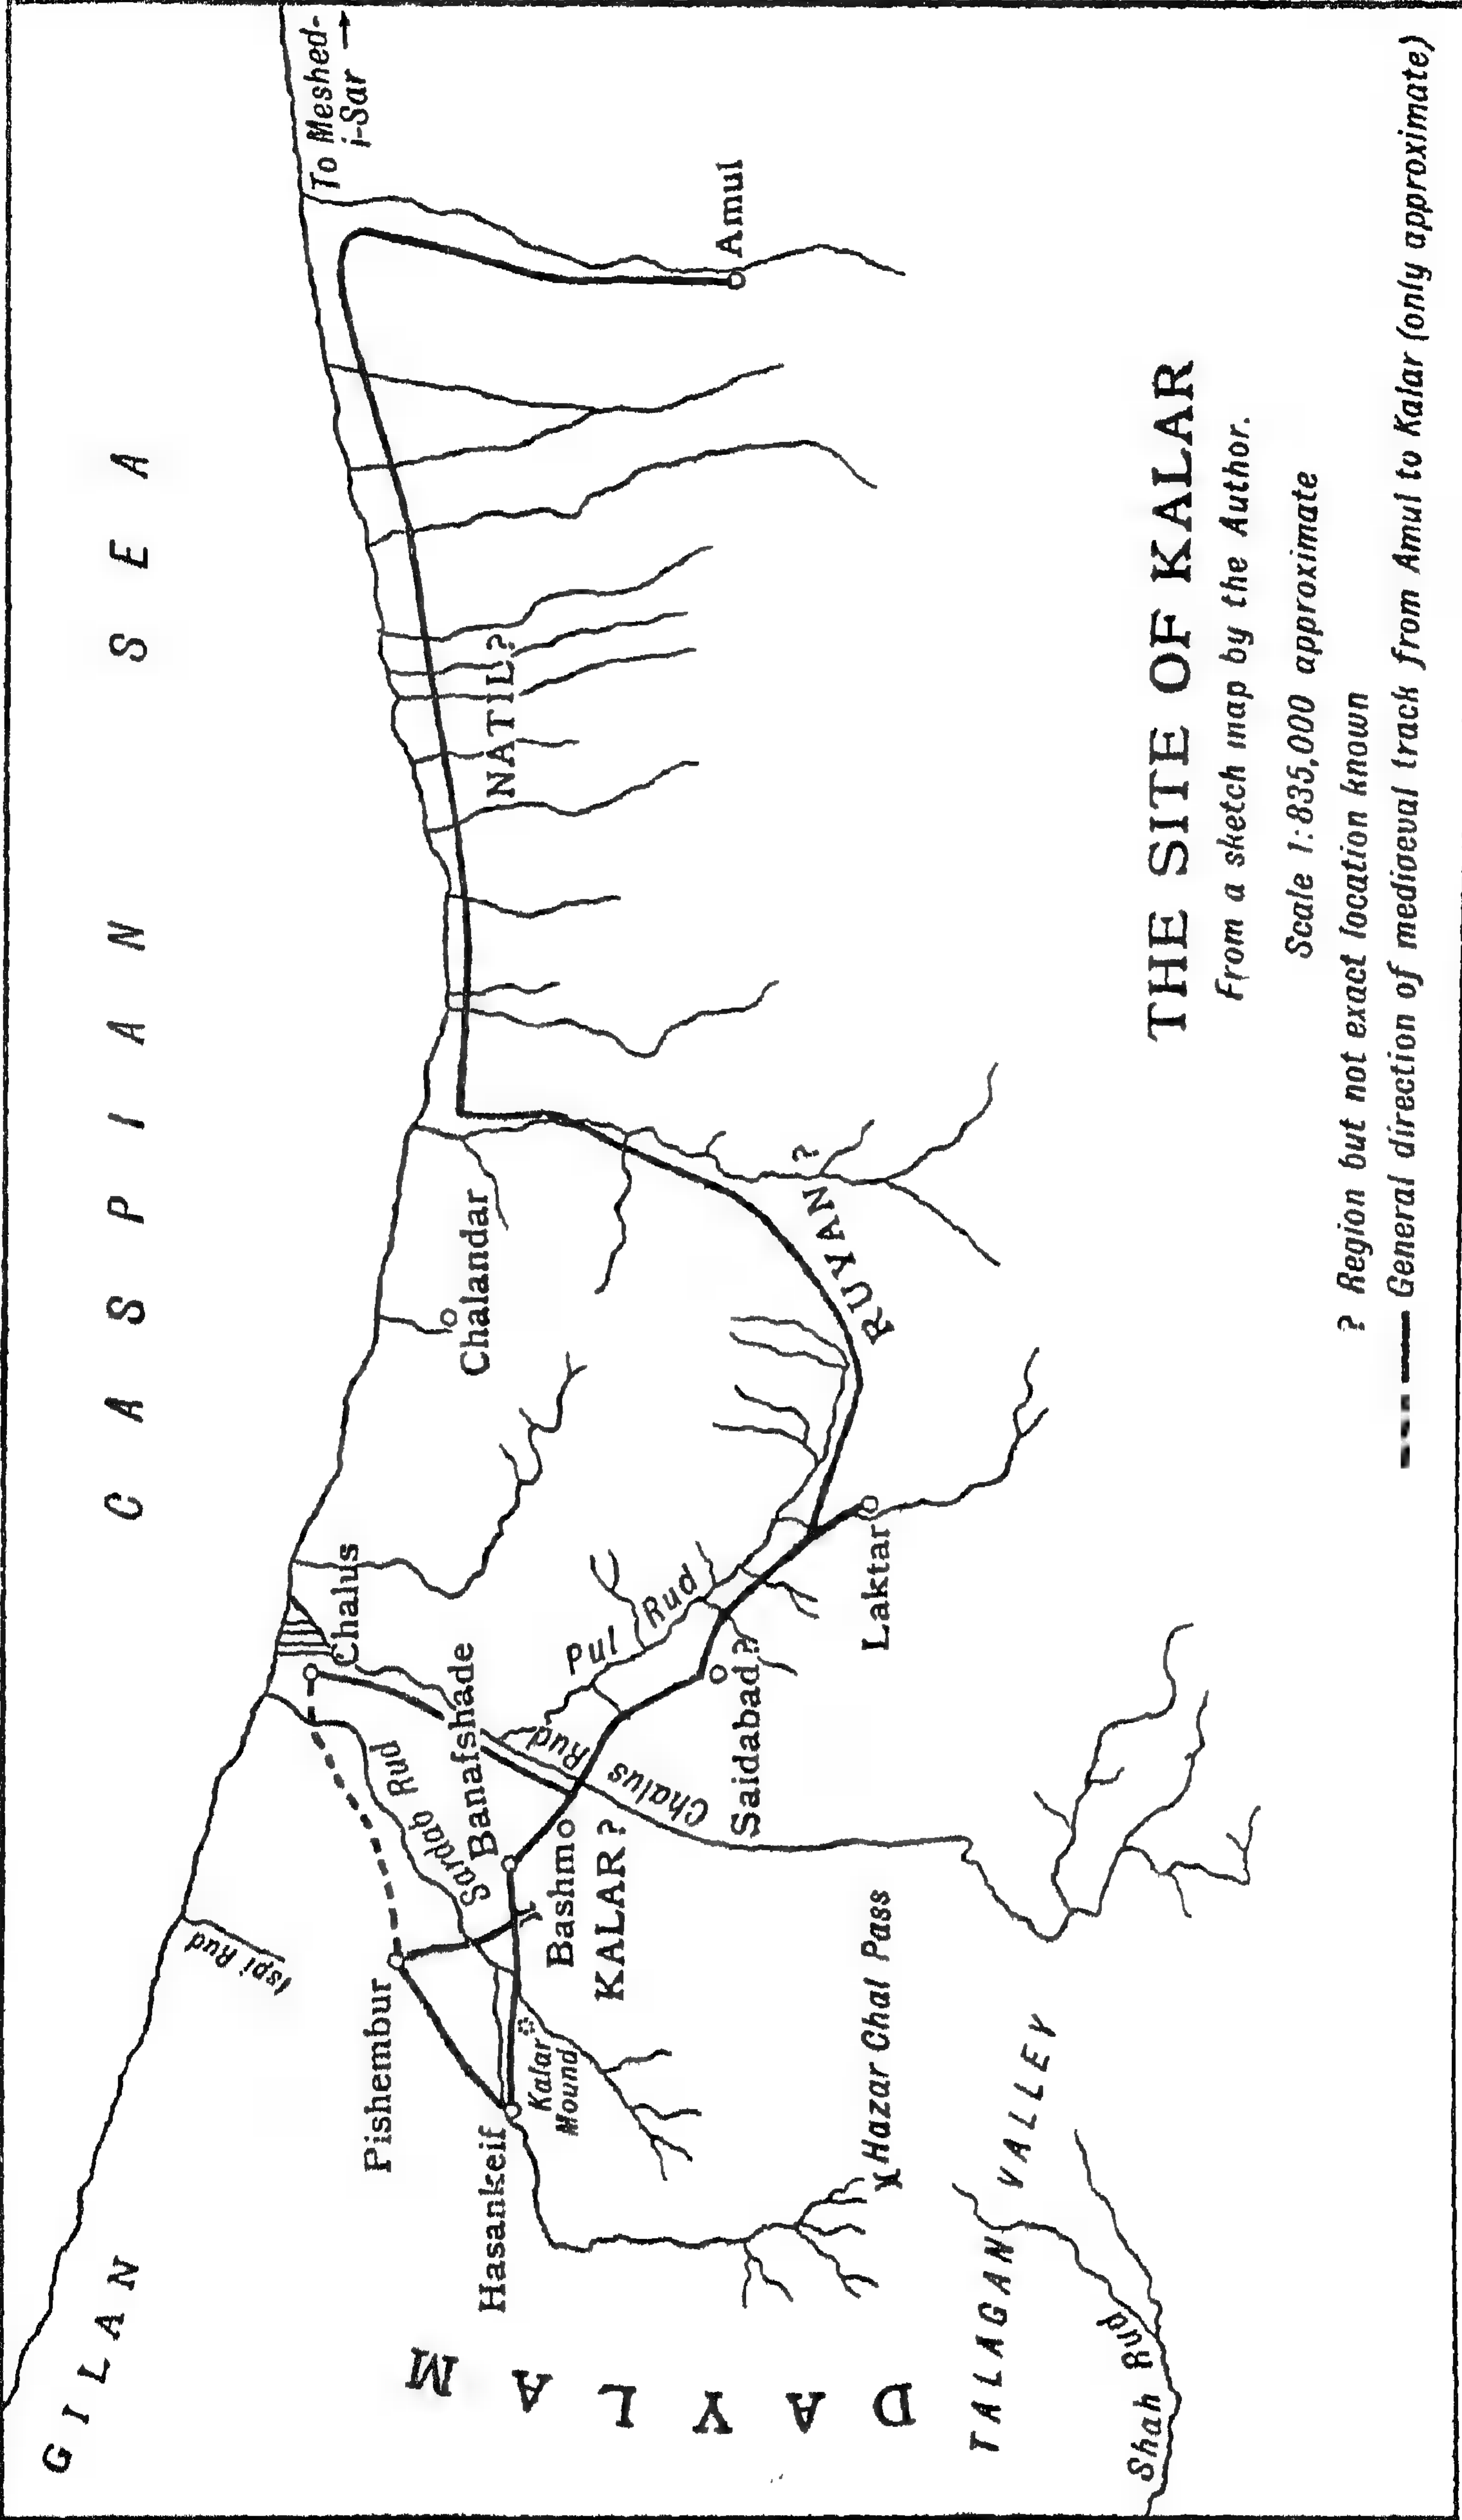 CASPIAN SEA
GILAN
To Meshed-
i-Sar
Amul
NATIL?
Chalandar
RUYAN ?
Chalus
Pul Rud
Laktar
Saidabad?
Banafshade
Sardab Rud
Chalus Rud
Bashmo
KALAR?
Ispi Rud
Pishembur
Hasankeif
Kalar
Mound
Hazar Chal Pass
DAYLAM
TALAGAN VALLEY
Shah Rud
THE SITE OF KALAR
From a sketch map by the Author.
Scale 1:835,000 approximate
? Region but not exact location known
General direction of medioeval track from Amul to Kalar (only approximate)